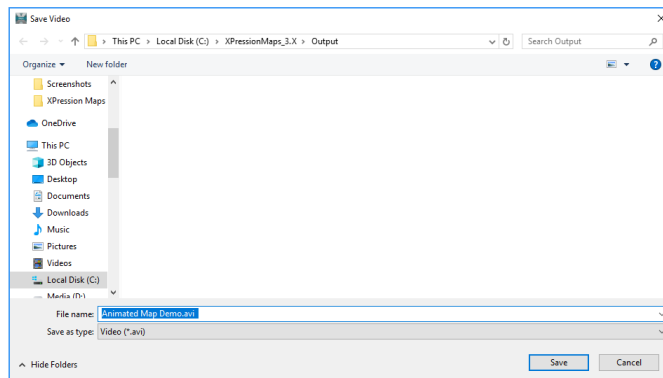 Save Video
This PC > Local Disk (C:) > XPressionMaps_3.X > Output
Search Output
Organize
New folder
Screenshots
XPression Maps
OneDrive
This PC
3D Objects
Desktop
Documents
Downloads
Music
Pictures
Videos
Local Disk (C:)
Media (D:)
File name: Animated Map Demo.avi
Save as type: Video (*.avi)
Hide Folders
Save
Cancel